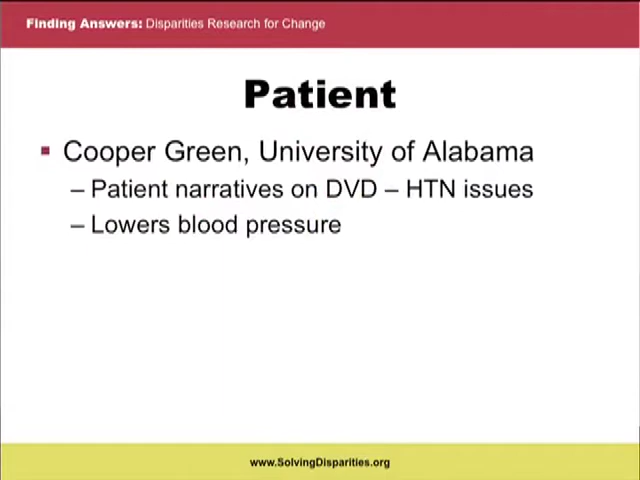 Finding Answers: Disparities Research for Change
Patient
Cooper Green, University of Alabama
– Patient narratives on DVD – HTN issues
– Lowers blood pressure
www.SolvingDisparities.org